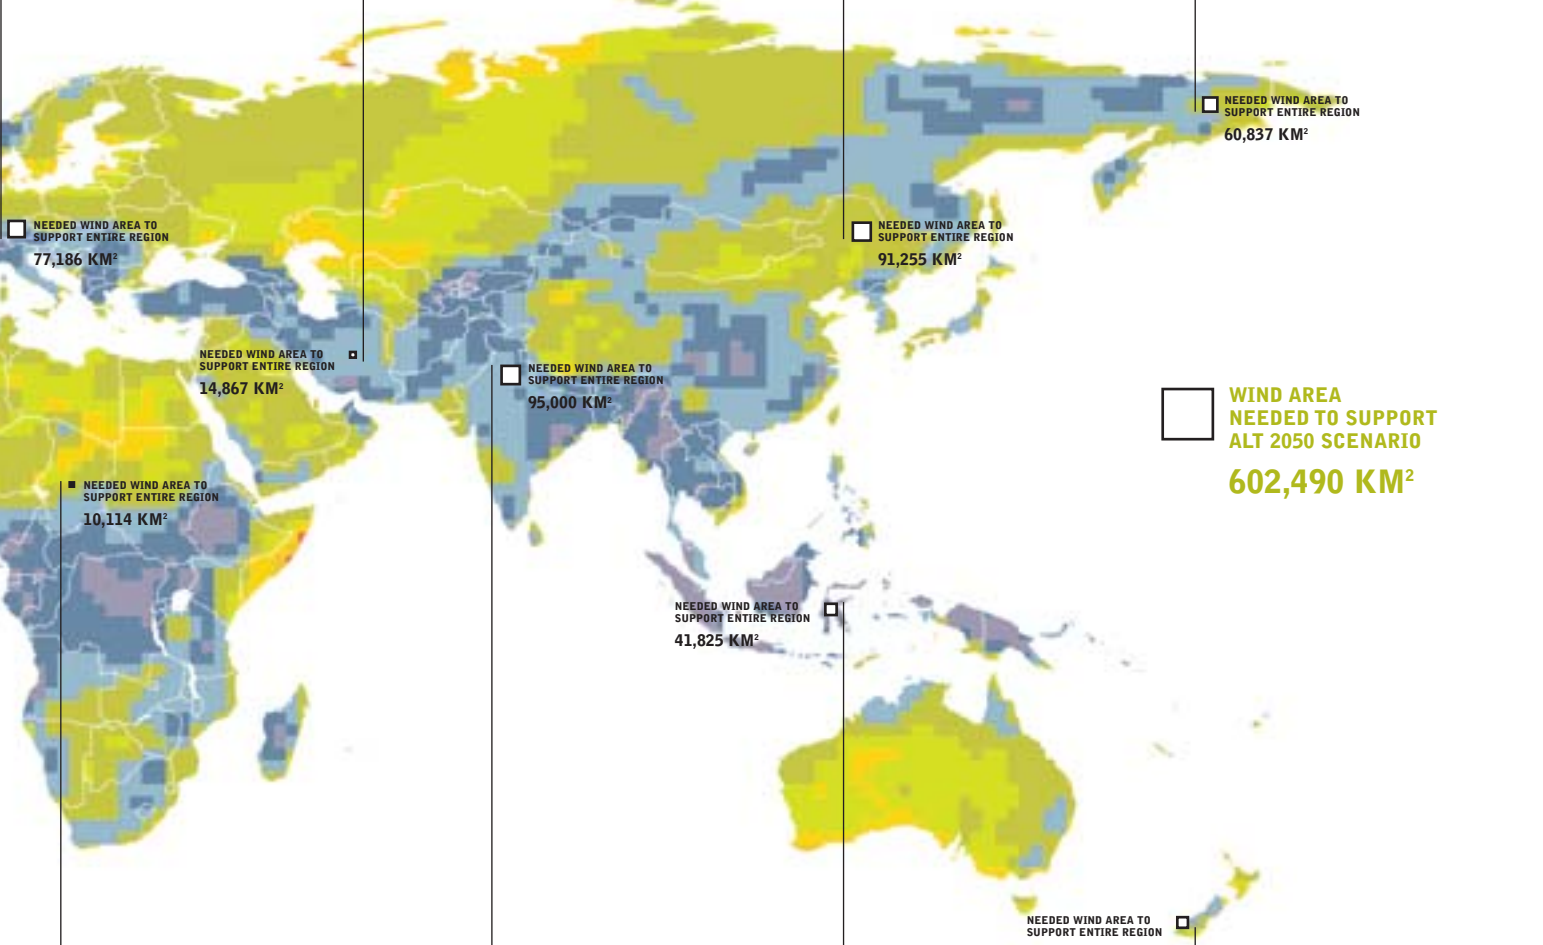 NEEDED WIND AREA TO
SUPPORT ENTIRE REGION
60,837 KM²
NEEDED WIND AREA TO
SUPPORT ENTIRE REGION
77,186 KM²
NEEDED WIND AREA TO
SUPPORT ENTIRE REGION
91,255 KM²
NEEDED WIND AREA TO
SUPPORT ENTIRE REGION
14,867 KM²
NEEDED WIND AREA TO
SUPPORT ENTIRE REGION
95,000 KM²
WIND AREA
NEEDED TO SUPPORT
ALT 2050 SCENARIO
602,490 KM²
NEEDED WIND AREA TO
SUPPORT ENTIRE REGION
10,114 KM²
NEEDED WIND AREA TO
SUPPORT ENTIRE REGION
41,825 KM²
NEEDED WIND AREA TO
SUPPORT ENTIRE REGION